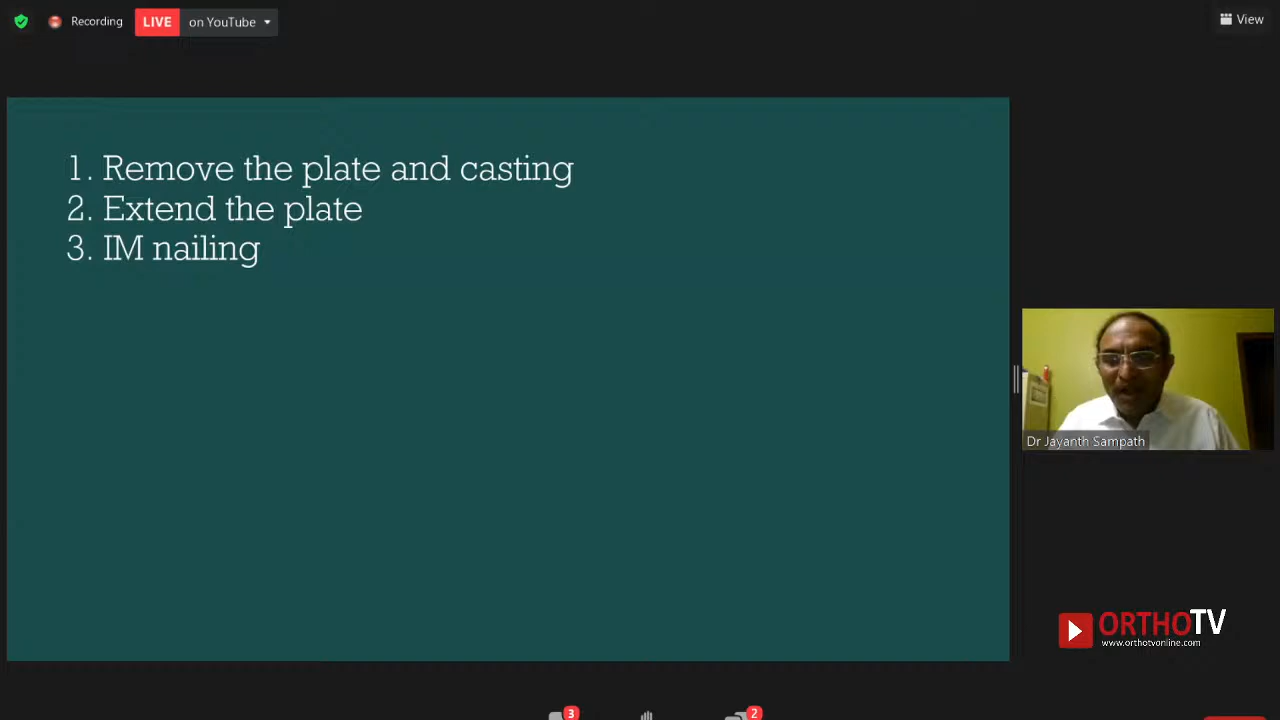 Recording
LIVE on YouTube
View
1. Remove the plate and casting
2. Extend the plate
3. IM nailing
Dr Jayanth Sampath
ORTHOTV
www.orthotvonline.com
3
2